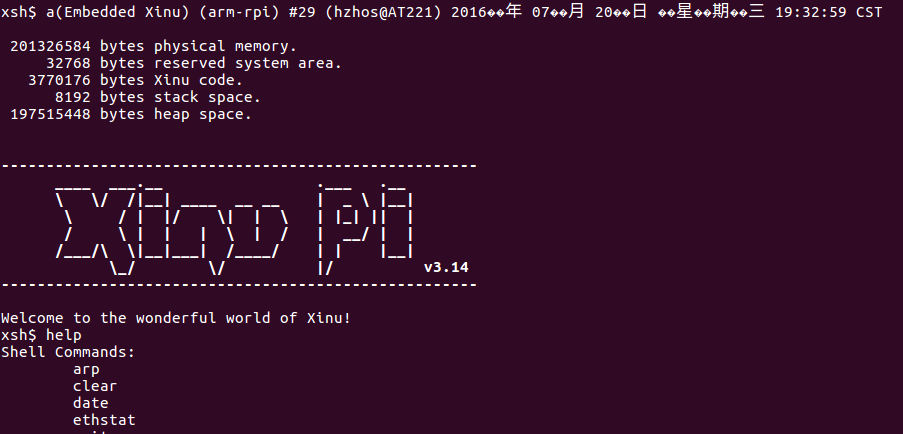 xsh$ a(Embedded Xinu) (arm-rpi) #29 (hzhos@AT221) 2016��年 07��月 20��日 ��星��期��三 19:32:59 CST
201326584 bytes physical memory.
32768 bytes reserved system area.
3770176 bytes Xinu code.
8192 bytes stack space.
197515448 bytes heap space.
Xinu Pi
v3.14
Welcome to the wonderful world of Xinu!
xsh$ help
Shell Commands:
arp
clear
date
ethstat